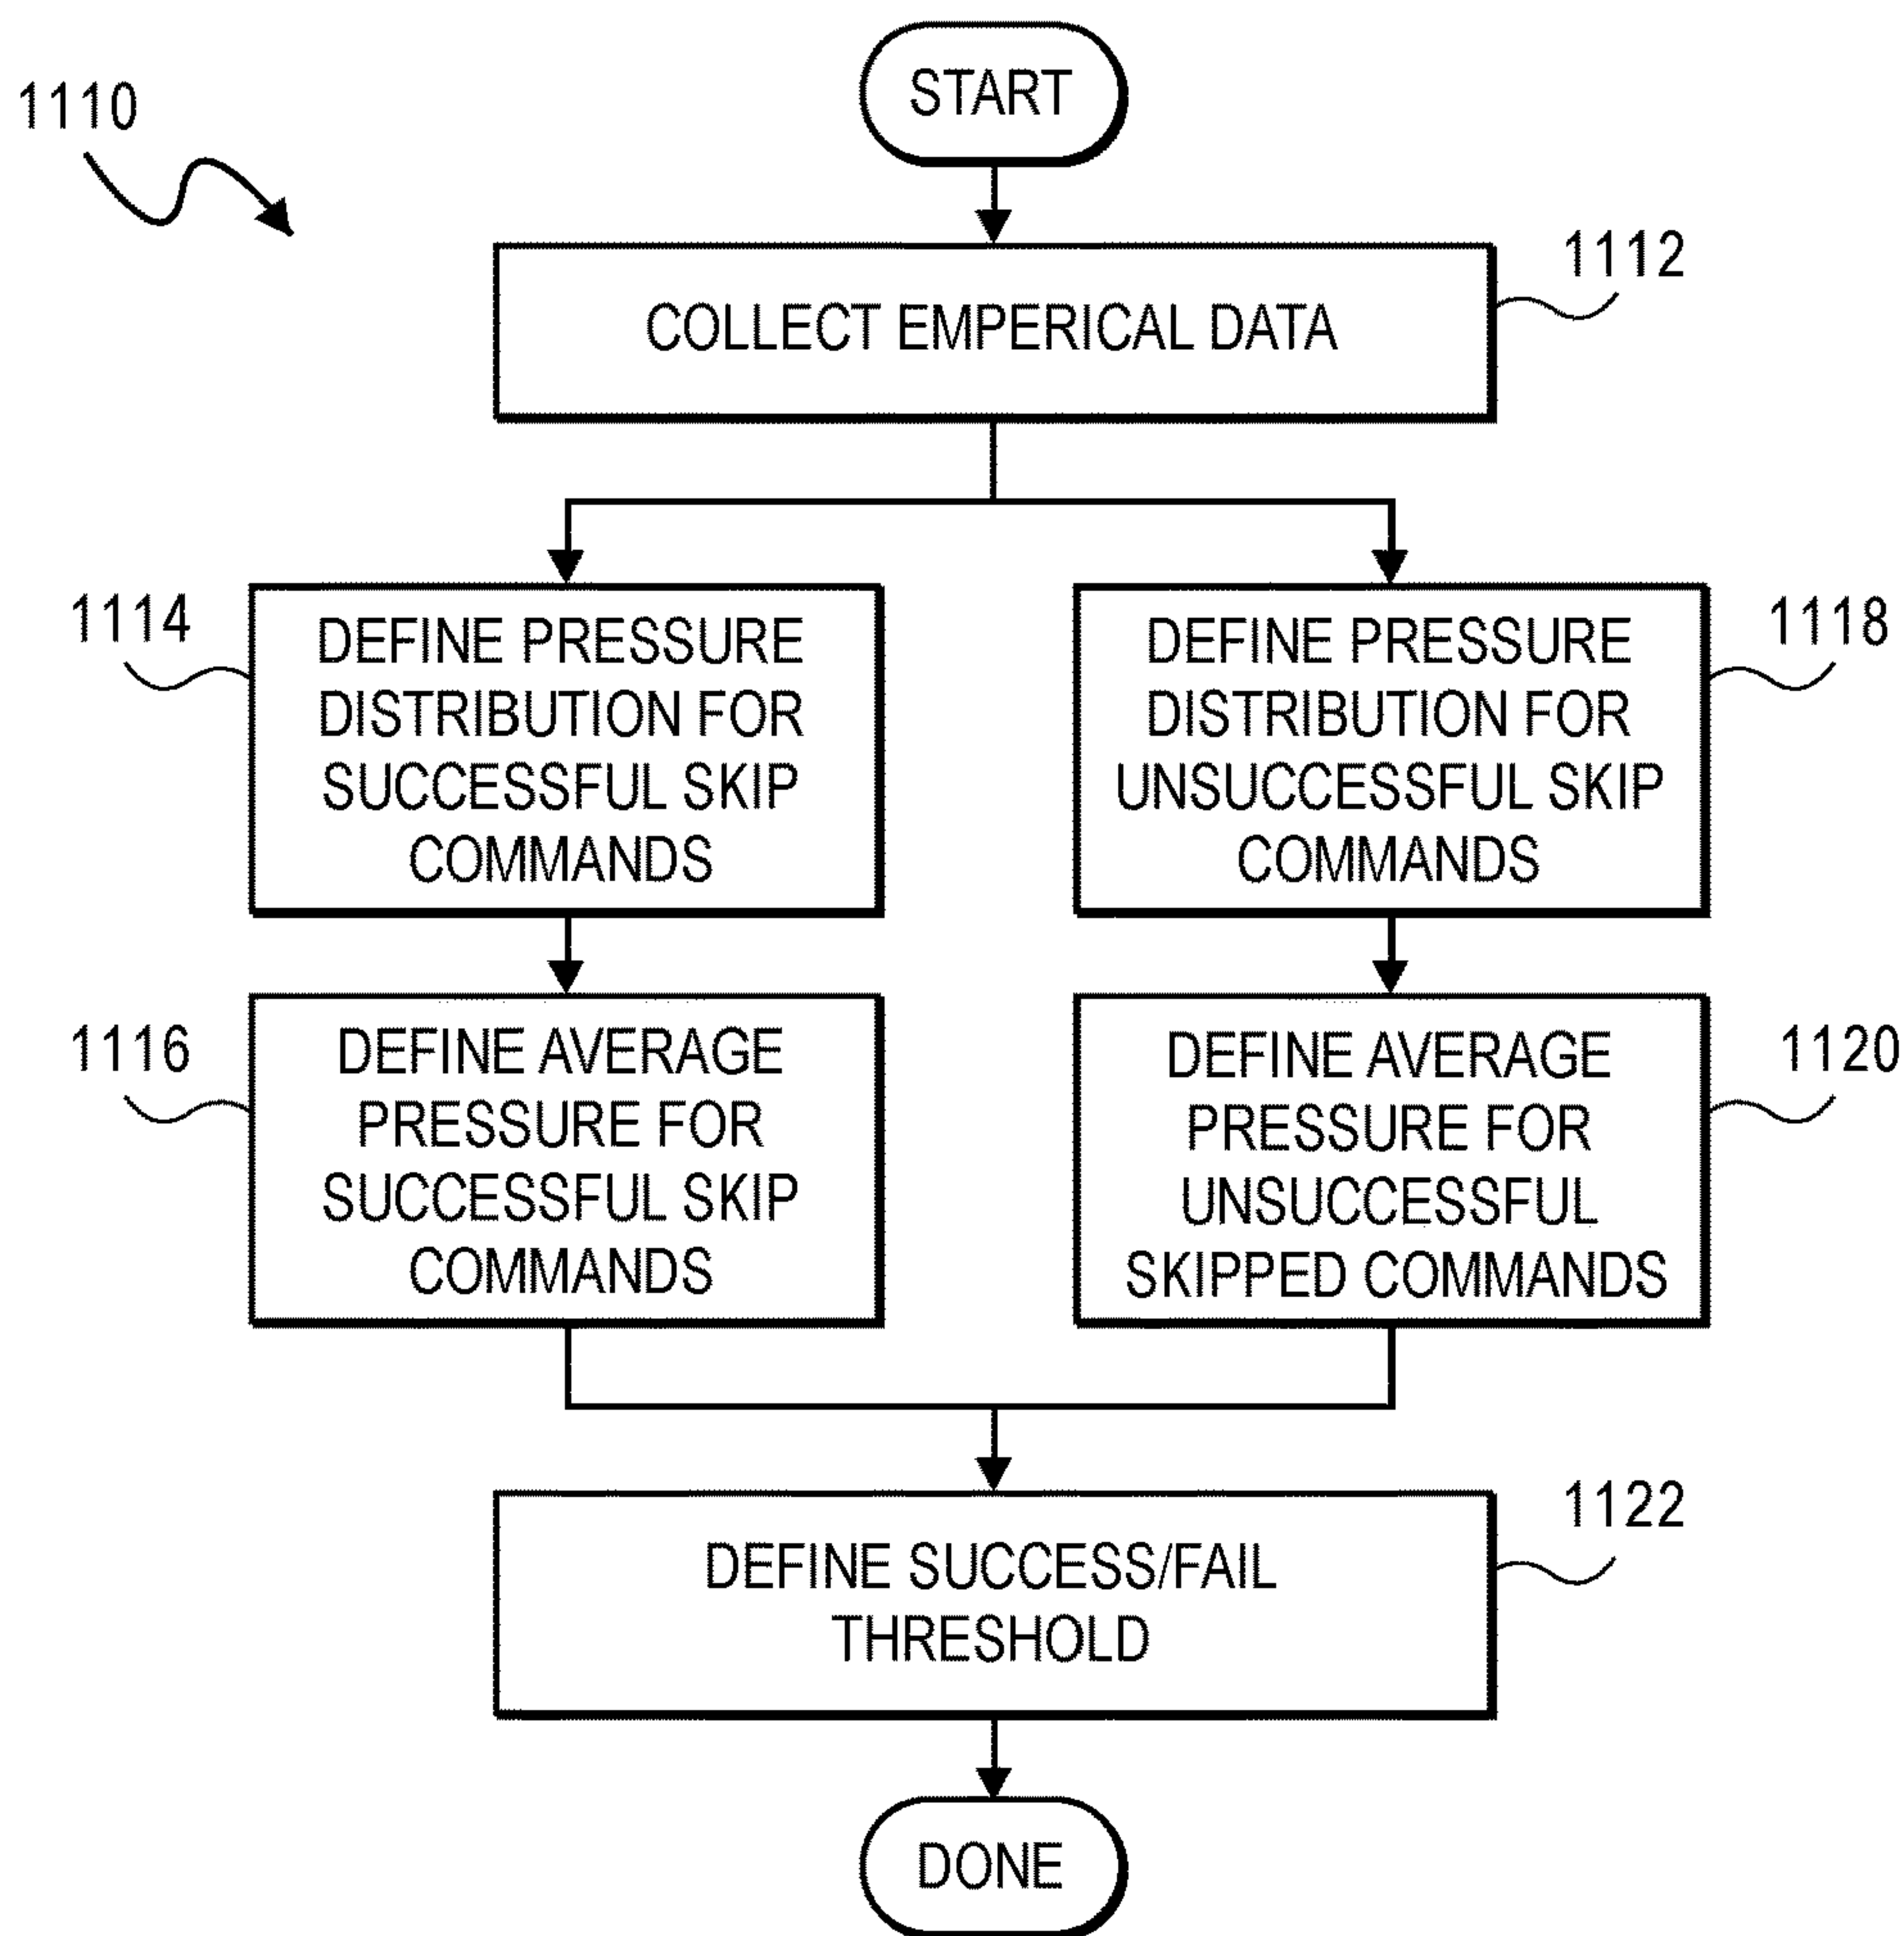 1110
START
1112
COLLECT EMPERICAL DATA
1114
DEFINE PRESSURE
DISTRIBUTION FOR
SUCCESSFUL SKIP
COMMANDS
1118
DEFINE PRESSURE
DISTRIBUTION FOR
UNSUCCESSFUL SKIP
COMMANDS
1116
DEFINE AVERAGE
PRESSURE FOR
SUCCESSFUL SKIP
COMMANDS
1120
DEFINE AVERAGE
PRESSURE FOR
UNSUCCESSFUL
SKIPPED COMMANDS
1122
DEFINE SUCCESS/FAIL
THRESHOLD
DONE